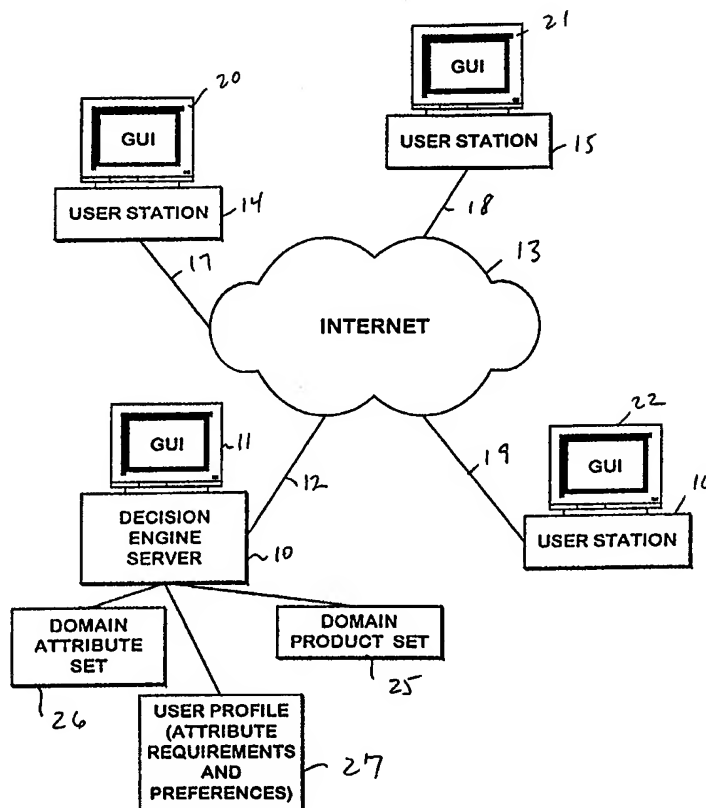 21
GUI
USER STATION
15
20
GUI
USER STATION
14
18
17
13
INTERNET
22
GUI
11
GUI
12
19
USER STATION
DECISION
ENGINE
SERVER
10
DOMAIN
ATTRIBUTE
SET
26
DOMAIN
PRODUCT SET
25
USER PROFILE
(ATTRIBUTE
REQUIREMENTS
AND
PREFERENCES)
27